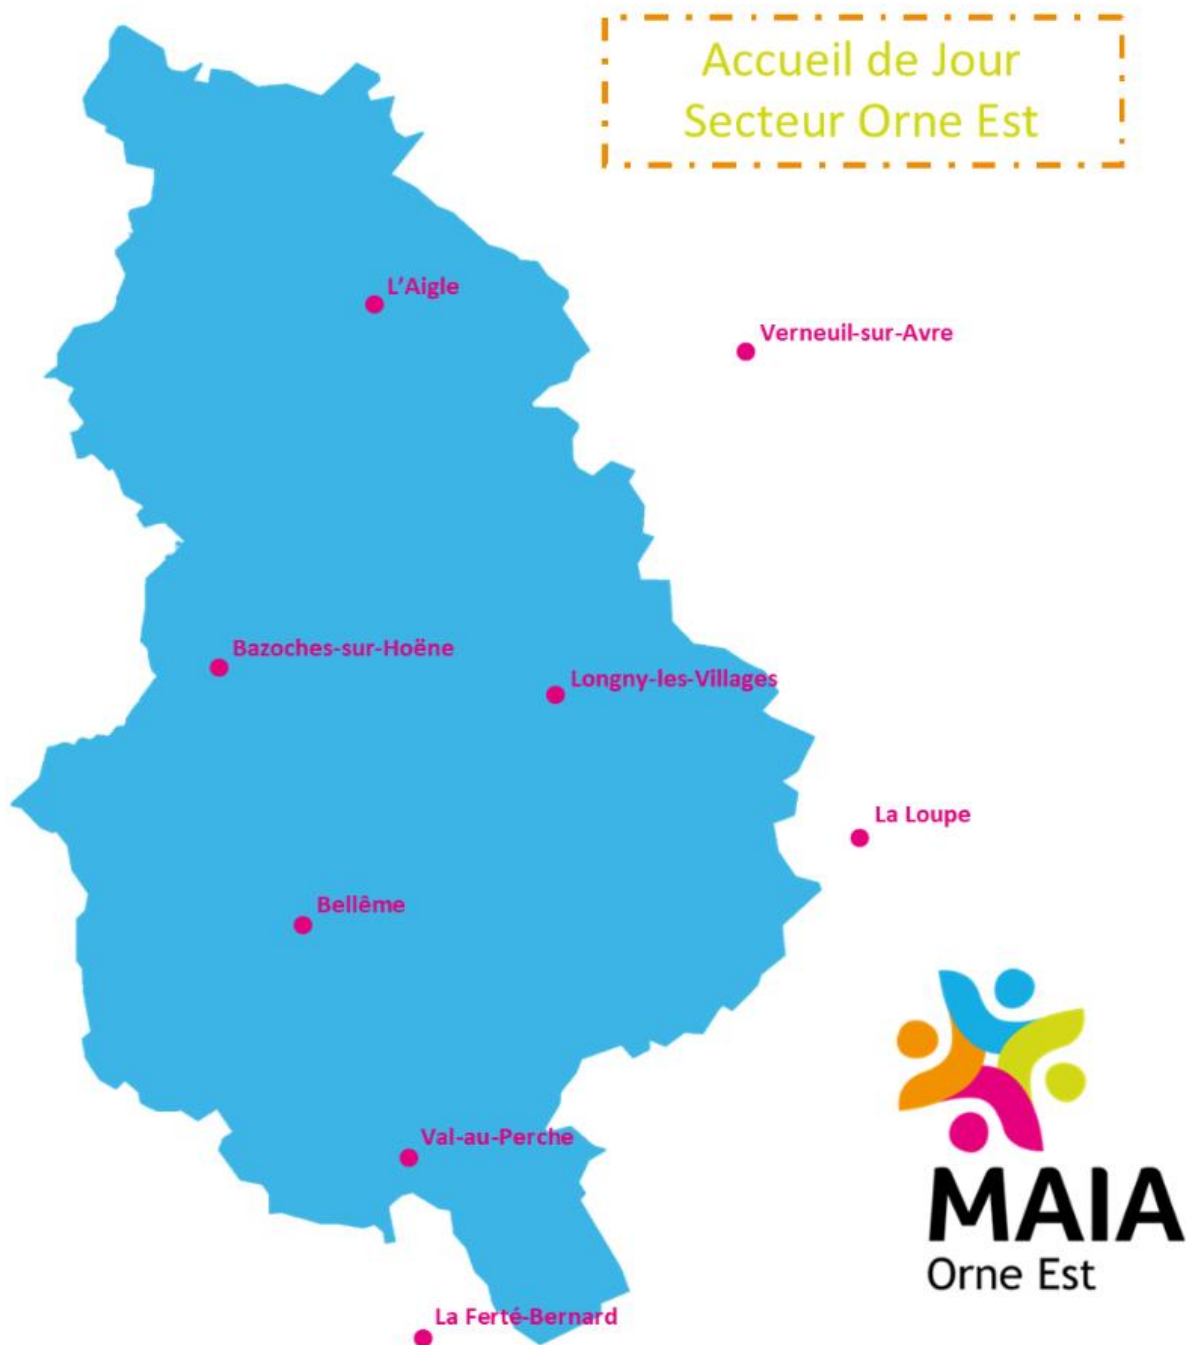 Accueil de Jour
Secteur Orne Est
L’Aigle
Verneuil-sur-Avre
Bazoches-sur-Hoëne
Longny-les-Villages
La Loupe
Bellême
Val-au-Perche
MAIA
Orne Est
La Ferté-Bernard